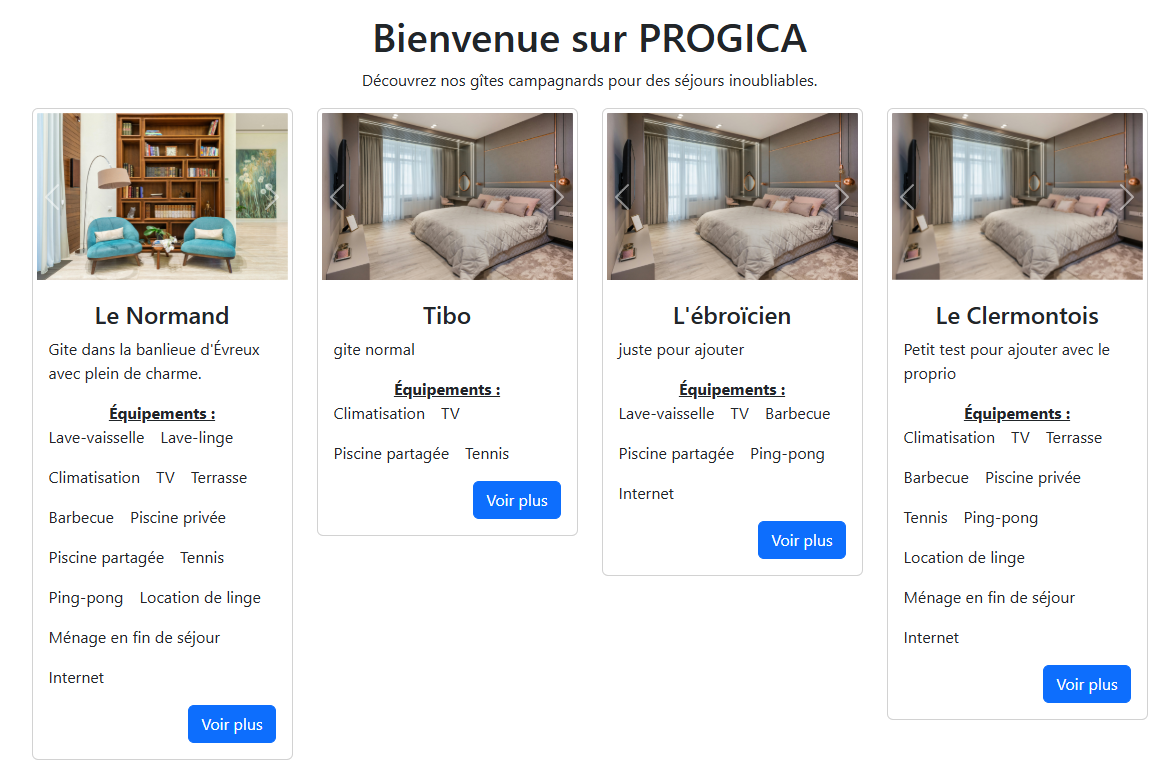 Bienvenue sur PROGICA
Découvrez nos gîtes campagnards pour des séjours inoubliables.
Le Normand
Gite dans la banlieue d'Évreux
avec plein de charme.
Équipements :
Lave-vaisselle Lave-linge
Climatisation TV Terrasse
Barbecue Piscine privée
Piscine partagée Tennis
Ping-pong Location de linge
Ménage en fin de séjour
Internet
Voir plus
Tibo
gite normal
Équipements :
Climatisation TV
Piscine partagée Tennis
Voir plus
L'ébroïcien
juste pour ajouter
Équipements :
Lave-vaisselle TV Barbecue
Piscine partagée Ping-pong
Internet
Voir plus
Le Clermontois
Petit test pour ajouter avec le
proprio
Équipements :
Climatisation TV Terrasse
Barbecue Piscine privée
Tennis Ping-pong
Location de linge
Ménage en fin de séjour
Internet
Voir plus